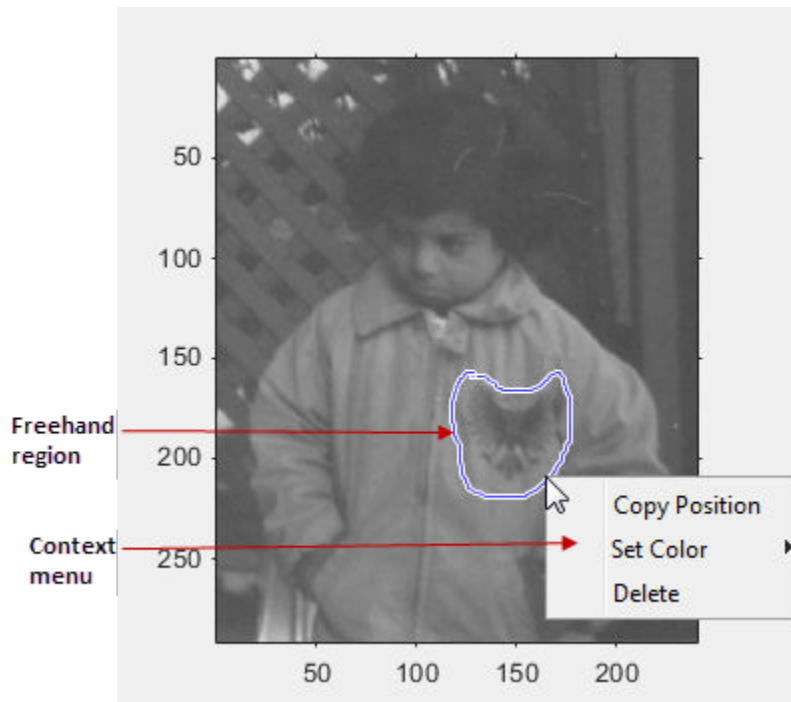 50
100
150
200
250
Freehand
region
Context
menu
Copy Position
Set Color
Delete
50 100 150 200